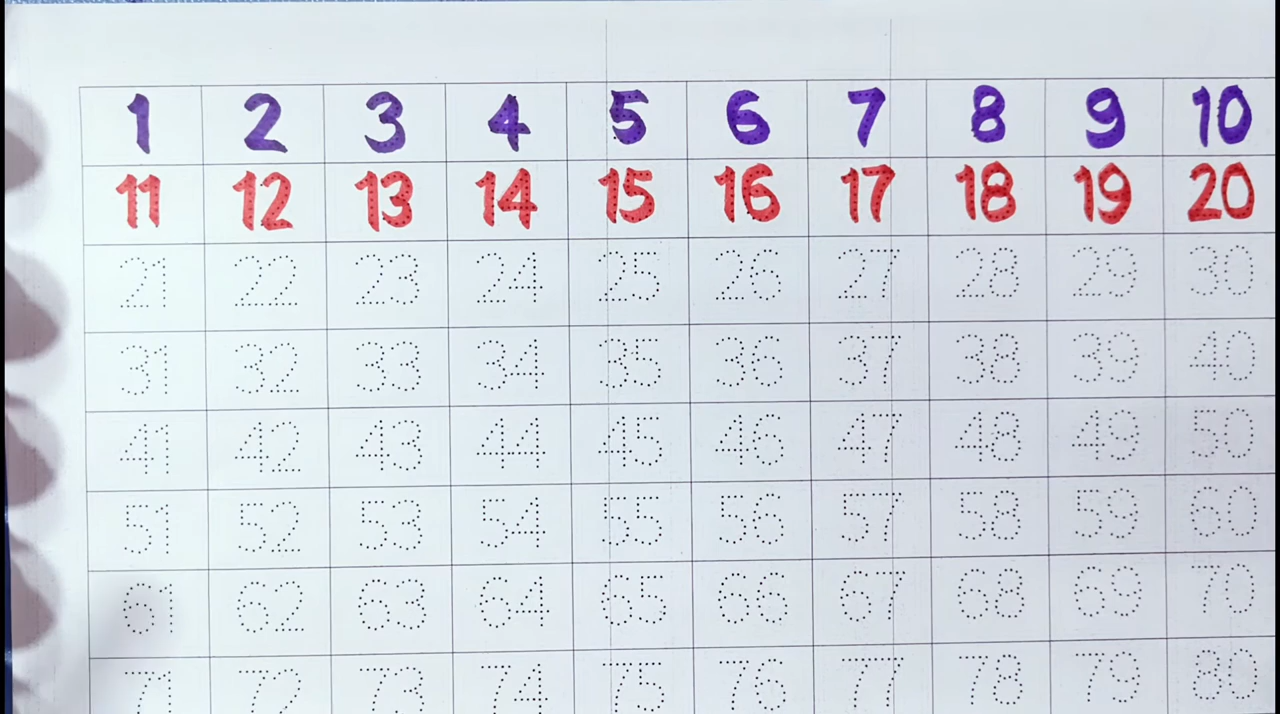 1 2 3 4 5 6 7 8 9 10
11 12 13 14 15 16 17 18 19 20
21 22 23 24 25 26 27 28 29 30
31 32 33 34 35 36 37 38 39 40
41 42 43 44 45 46 47 48 49 50
51 52 53 54 55 56 57 58 59 60
61 62 63 64 65 66 67 68 69 70
71 72 73 74 75 76 77 78 79 80